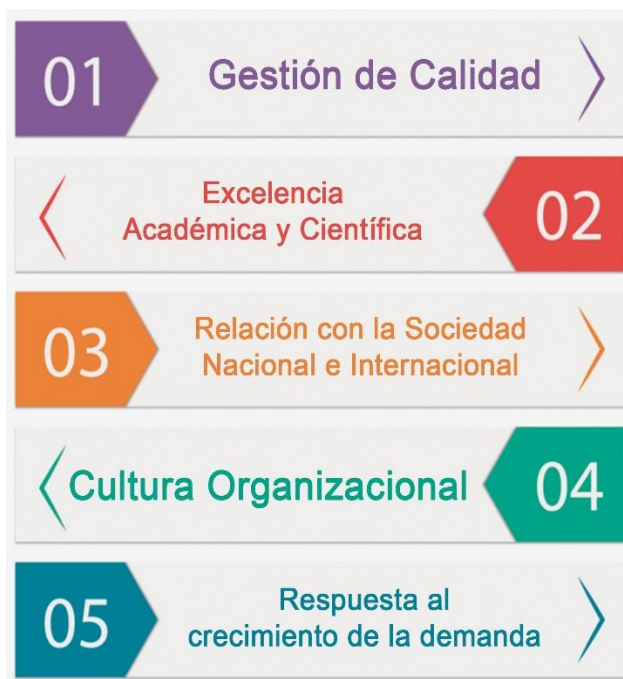 01
Gestión de Calidad
Excelencia
Académica y Científica
02
03
Relación con la Sociedad
Nacional e Internacional
Cultura Organizacional
04
05
Respuesta al
crecimiento de la demanda